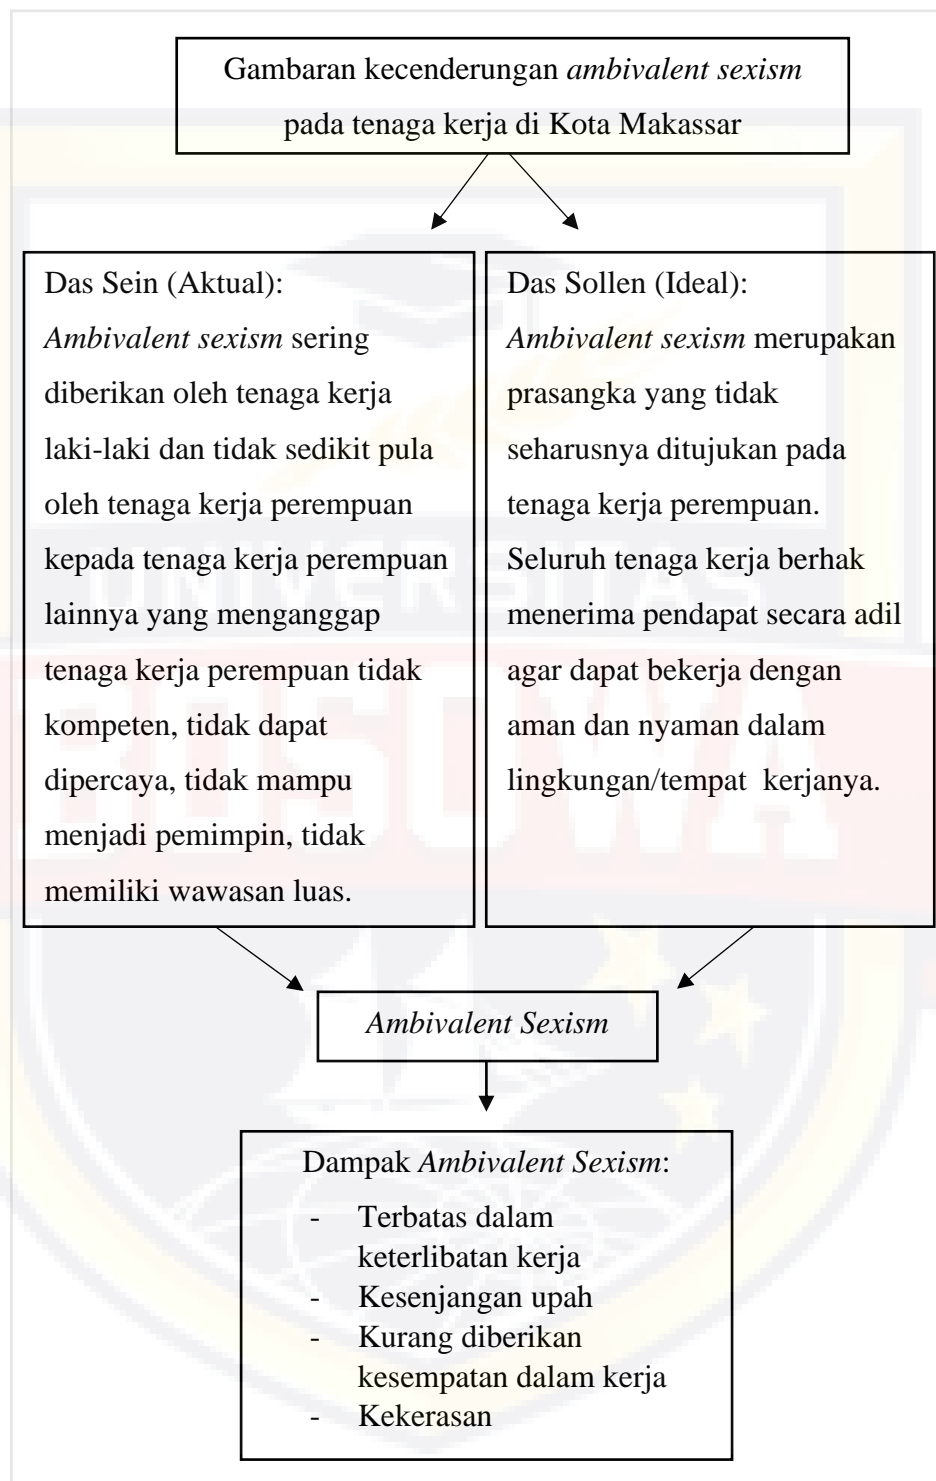 Gambaran kecenderungan ambivalent sexism
pada tenaga kerja di Kota Makassar
Das Sein (Aktual):
Ambivalent sexism sering
diberikan oleh tenaga kerja
laki-laki dan tidak sedikit pula
oleh tenaga kerja perempuan
kepada tenaga kerja perempuan
lainnya yang menganggap
tenaga kerja perempuan tidak
kompeten, tidak dapat
dipercaya, tidak mampu
menjadi pemimpin, tidak
memiliki wawasan luas.
Das Sollen (Ideal):
Ambivalent sexism merupakan
prasangka yang tidak
seharusnya ditujukan pada
tenaga kerja perempuan.
Seluruh tenaga kerja berhak
menerima pendapat secara adil
agar dapat bekerja dengan
aman dan nyaman dalam
lingkungan/tempat kerjanya.
UNIVERSITAS
BOSOWA
Ambivalent Sexism
Dampak Ambivalent Sexism:
- Terbatas dalam
keterlibatan kerja
- Kesenjangan upah
- Kurang diberikan
kesempatan dalam kerja
- Kekerasan